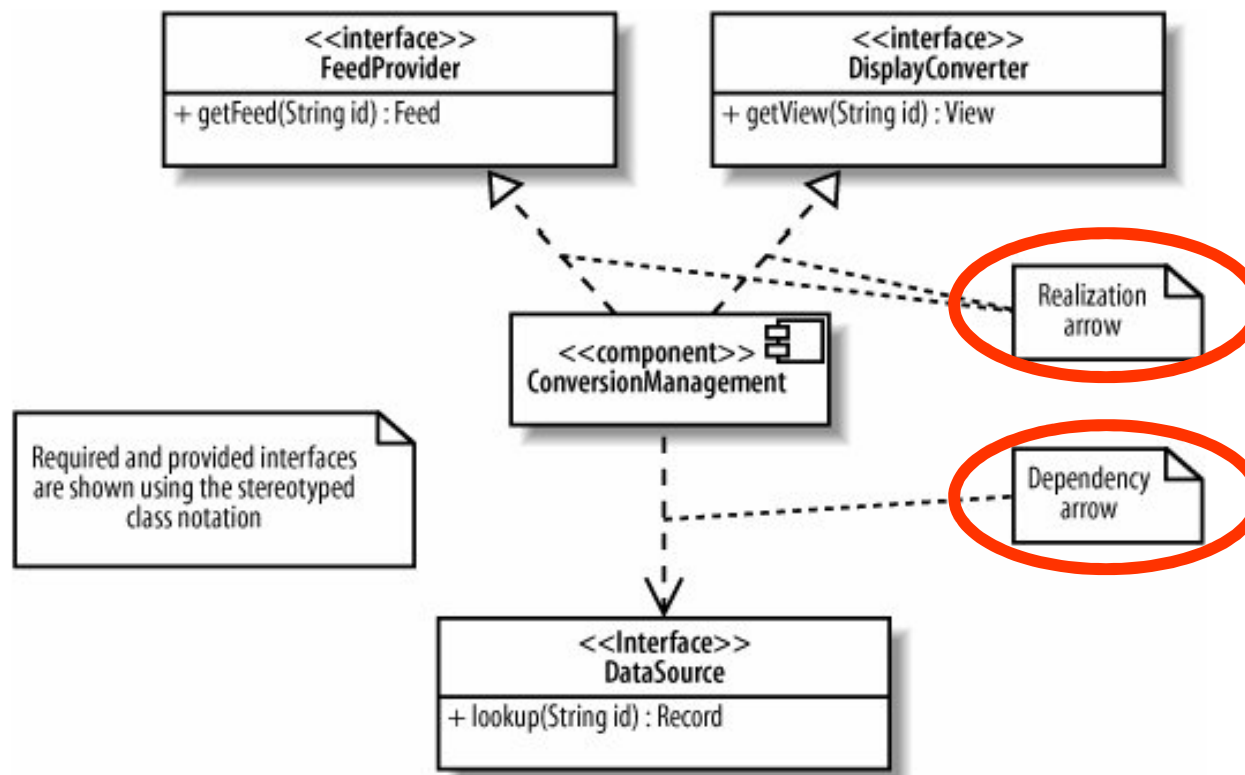 <<interface>>
FeedProvider
+ getFeed(String id) : Feed
<<interface>>
DisplayConverter
+ getView(String id) : View
Realization
arrow
<<component>>
ConversionManagement
Required and provided interfaces
are shown using the stereotyped
class notation
Dependency
arrow
<<Interface>>
DataSource
+ lookup(String id) : Record